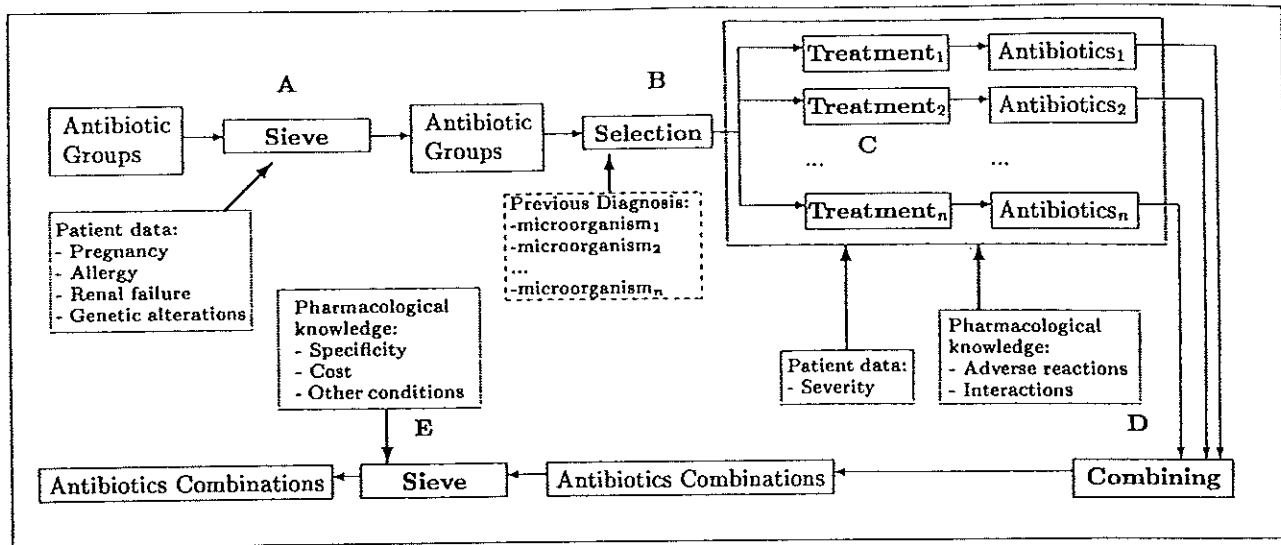 A
B
Antibiotic
Groups
Sieve
Antibiotic
Groups
Selection
Treatment₁
Antibiotics₁
Treatment₂
Antibiotics₂
C
...
...
Treatmentₙ
Antibioticsₙ
Patient data:
- Pregnancy
- Allergy
- Renal failure
- Genetic alterations
Previous Diagnosis:
-microorganism₁
-microorganism₂
...
-microorganismₙ
Pharmacological
knowledge:
- Specificity
- Cost
- Other conditions
Patient data:
- Severity
Pharmacological
knowledge:
- Adverse reactions
- Interactions
E
D
Antibiotics Combinations
Sieve
Antibiotics Combinations
Combining